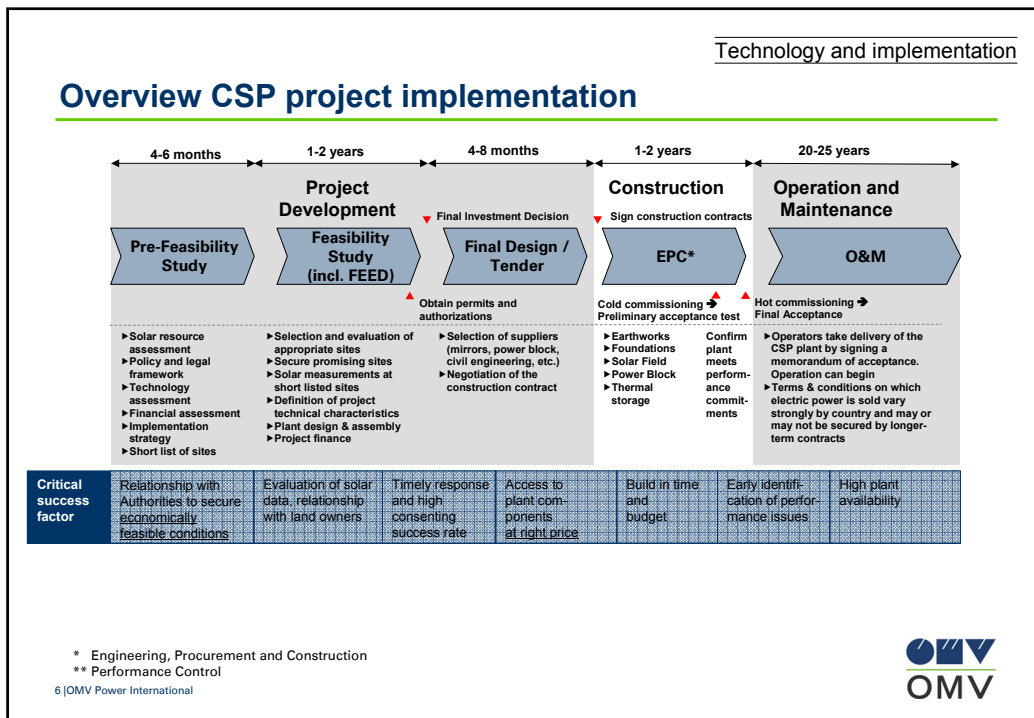 Technology and implementation
Overview CSP project implementation
4-6 months
1-2 years
4-8 months
1-2 years
20-25 years
Project
Development
Construction
Operation and
Maintenance
Final Investment Decision
Sign construction contracts
Pre-Feasibility
Study
Feasibility
Study
(incl. FEED)
Final Design /
Tender
EPC*
O&M
Obtain permits and
authorizations
Cold commissioning ➔
Preliminary acceptance test
Hot commissioning ➔
Final Acceptance
▶Solar resource
assessment
▶Policy and legal
framework
▶Technology
assessment
▶Financial assessment
▶Implementation
strategy
▶Short list of sites
▶Selection and evaluation of
appropriate sites
▶Secure promising sites
▶Solar measurements at
short listed sites
▶Definition of project
technical characteristics
▶Plant design & assembly
▶Project finance
▶Selection of suppliers
(mirrors, power block,
civil engineering, etc.)
▶Negotiation of the
construction contract
▶Earthworks
▶Foundations
▶Solar Field
▶Power Block
▶Thermal
storage
Confirm
plant
meets
perform-
ance
commit-
ments
▶Operators take delivery of the
CSP plant by signing a
memorandum of acceptance.
Operation can begin
▶Terms & conditions on which
electric power is sold vary
strongly by country and may or
may not be secured by longer-
term contracts
Critical
success
factor
Relationship with
Authorities to secure
economically
feasible conditions
Evaluation of solar
data, relationship
with land owners
Timely response
and high
consenting
success rate
Access to
plant com-
ponents
at right price
Build in time
and
budget
Early identifi-
cation of perfor-
mance issues
High plant
availability
* Engineering, Procurement and Construction
** Performance Control
6 |OMV Power International
OMV